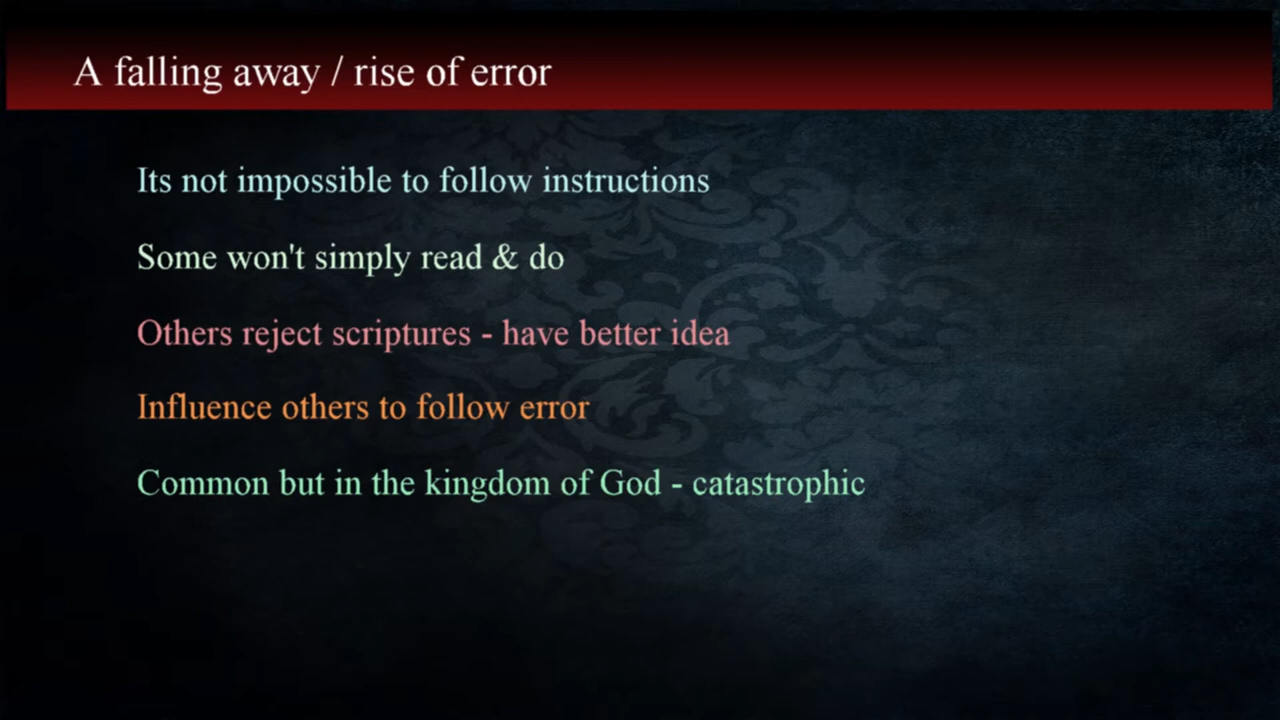 A falling away / rise of error
Its not impossible to follow instructions
Some won't simply read & do
Others reject scriptures - have better idea
Influence others to follow error
Common but in the kingdom of God - catastrophic